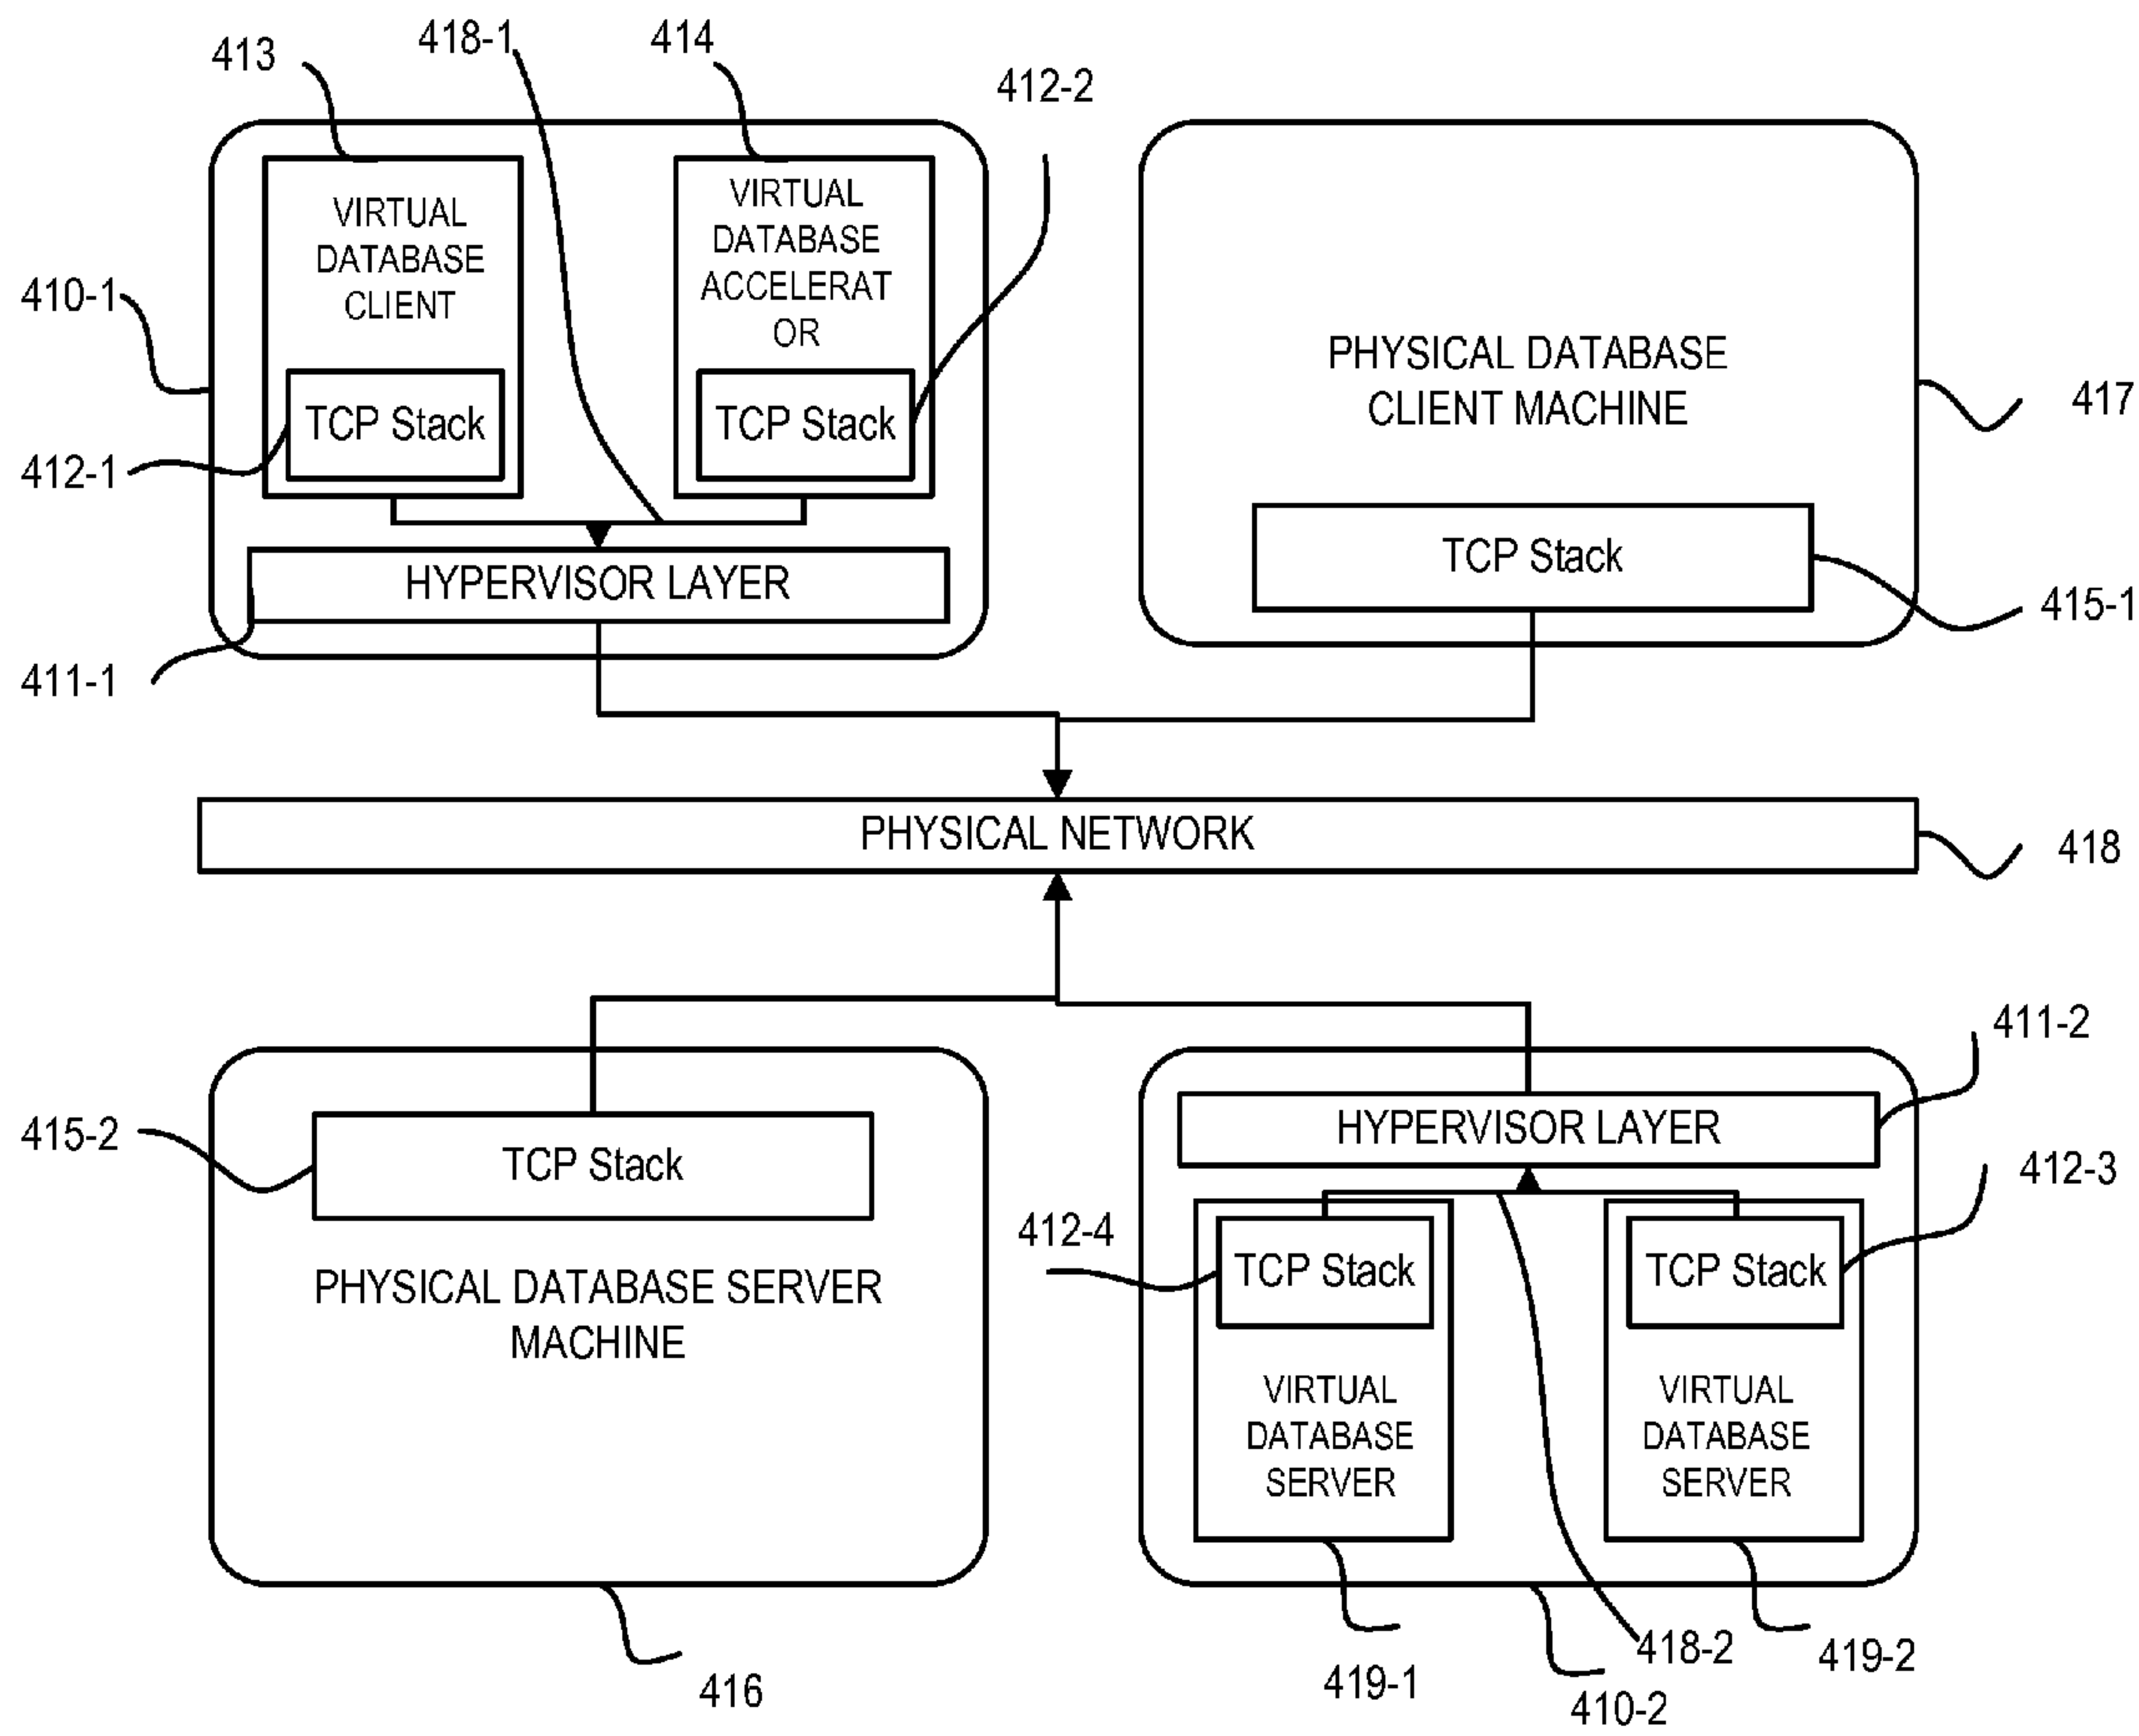 413
418-1
414
412-2
VIRTUAL
DATABASE
CLIENT
VIRTUAL
DATABASE
ACCELERAT
OR
410-1
PHYSICAL DATABASE
CLIENT MACHINE
417
TCP Stack
TCP Stack
412-1
TCP Stack
HYPERVISOR LAYER
415-1
411-1
PHYSICAL NETWORK
418
411-2
415-2
TCP Stack
HYPERVISOR LAYER
412-3
412-4
TCP Stack
TCP Stack
PHYSICAL DATABASE SERVER
MACHINE
VIRTUAL
DATABASE
SERVER
VIRTUAL
DATABASE
SERVER
416
419-1
410-2
418-2
419-2